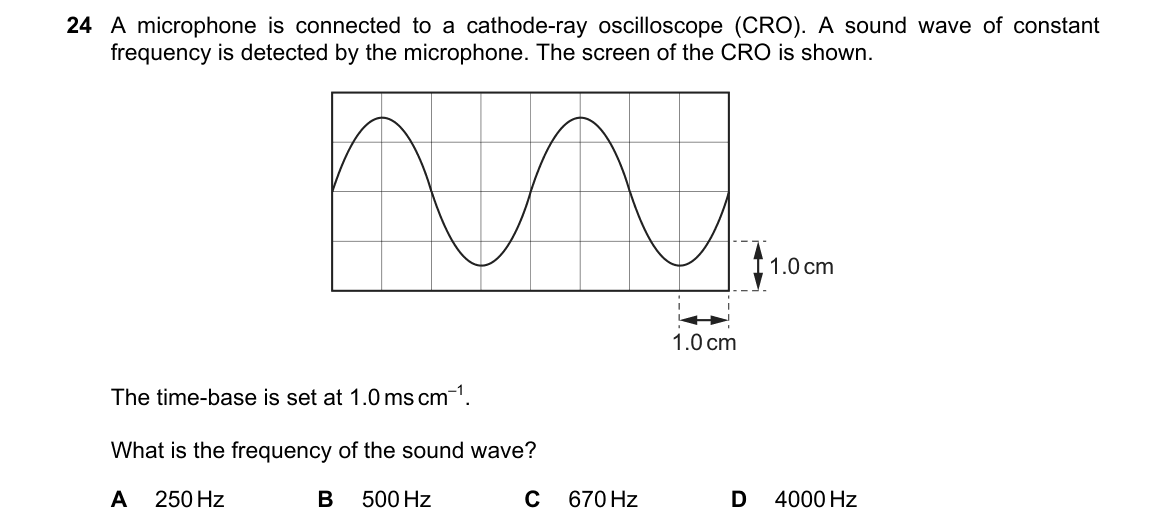 24 A microphone is connected to a cathode-ray oscilloscope (CRO). A sound wave of constant
frequency is detected by the microphone. The screen of the CRO is shown.
1.0 cm
1.0 cm
The time-base is set at 1.0 ms cm⁻¹.
What is the frequency of the sound wave?
A 250 Hz B 500 Hz C 670 Hz D 4000 Hz